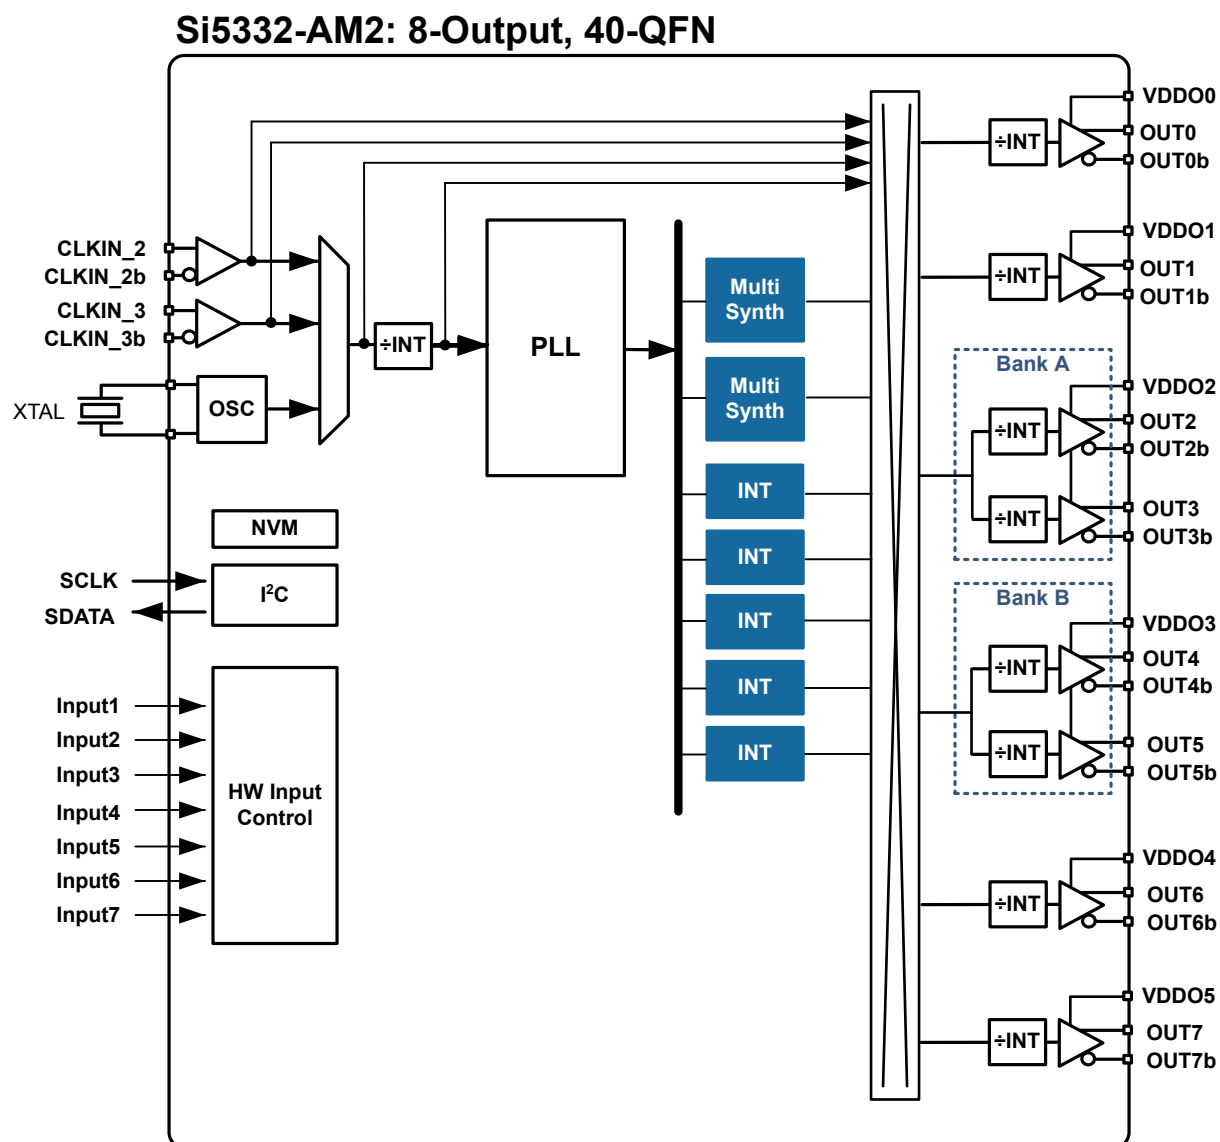 Si5332-AM2: 8-Output, 40-QFN
VDDO0
OUT0
OUT0b
÷INT
VDDO1
OUT1
OUT1b
÷INT
CLKIN_2
CLKIN_2b
CLKIN_3
CLKIN_3b
XTAL
OSC
÷INT
PLL
Multi
Synth
Multi
Synth
INT
INT
INT
INT
INT
Bank A
VDDO2
÷INT
OUT2
OUT2b
÷INT
OUT3
OUT3b
Bank B
VDDO3
÷INT
OUT4
OUT4b
÷INT
OUT5
OUT5b
NVM
SCLK
SDATA
I²C
Input1
Input2
Input3
Input4
Input5
Input6
Input7
HW Input
Control
VDDO4
÷INT
OUT6
OUT6b
VDDO5
÷INT
OUT7
OUT7b